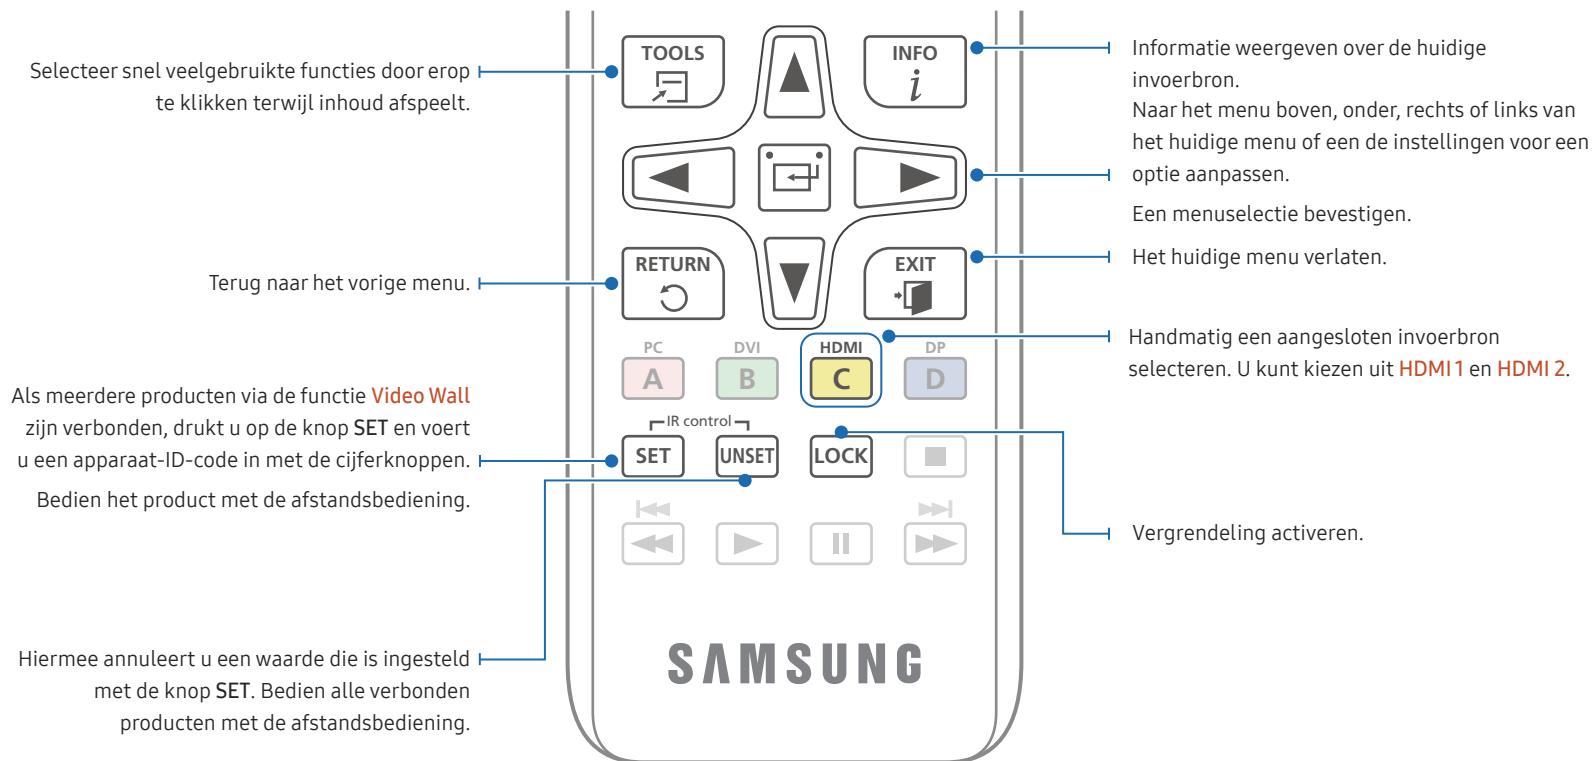 Selecteer snel veelgebruikte functies door erop
te klikken terwijl inhoud afspeelt.
TOOLS
INFO
i
Informatie weergeven over de huidige
invoerbron.
Naar het menu boven, onder, rechts of links van
het huidige menu of een de instellingen voor een
optie aanpassen.
Een menuselectie bevestigen.
Terug naar het vorige menu.
RETURN
EXIT
Het huidige menu verlaten.
PC
DVI
HDMI
DP
A
B
C
D
Handmatig een aangesloten invoerbron
selecteren. U kunt kiezen uit HDMI 1 en HDMI 2.
Als meerdere producten via de functie Video Wall
zijn verbonden, drukt u op de knop SET en voert
u een apparaat-ID-code in met de cijferknoppen.
Bedien het product met de afstandsbediening.
IR control
SET
UNSET
LOCK
Vergrendeling activeren.
Hiermee annuleert u een waarde die is ingesteld
met de knop SET. Bedien alle verbonden
producten met de afstandsbediening.
SAMSUNG